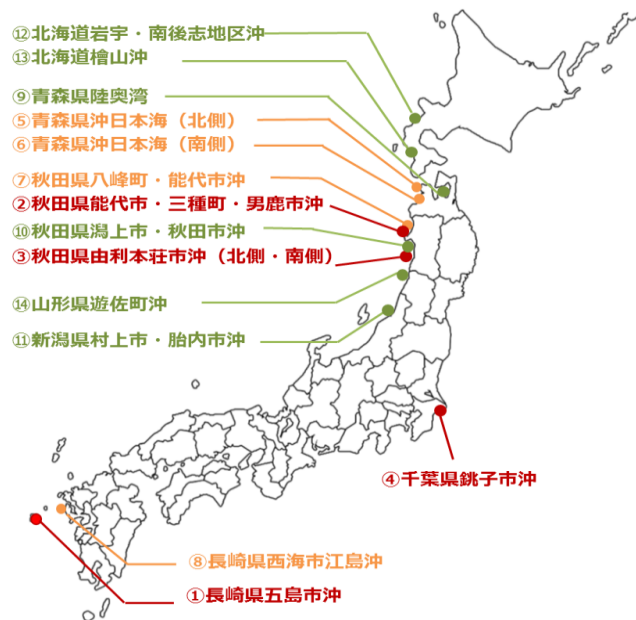 ⑫北海道岩宇・南後志地区沖
⑬北海道檜山沖
⑨青森県陸奥湾
⑤青森県沖日本海（北側）
⑥青森県沖日本海（南側）
⑦秋田県八峰町・能代市沖
②秋田県能代市・三種町・男鹿市沖
⑩秋田県潟上市・秋田市沖
③秋田県由利本荘市沖（北側・南側）
⑭山形県遊佐町沖
⑪新潟県村上市・胎内市沖
④千葉県銚子市沖
⑧長崎県西海市江島沖
①長崎県五島市沖